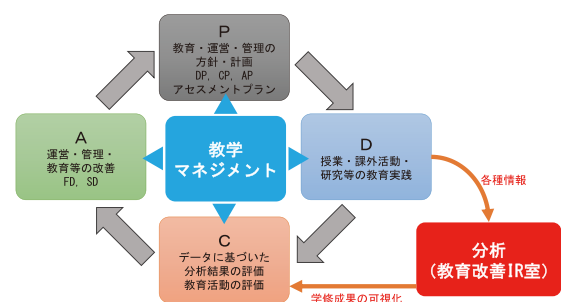 P
教育・運営・管理の
方針・計画
DP, CP, AP
アセスメントプラン
A
運営・管理・
教育等の改善
FD, SD
教学
マネジメント
D
授業・課外活動・
研究等の教育実践
各種情報
C
データに基づいた
分析結果の評価
教育活動の評価
分析
(教育改善IR室)
学修成果の可視化